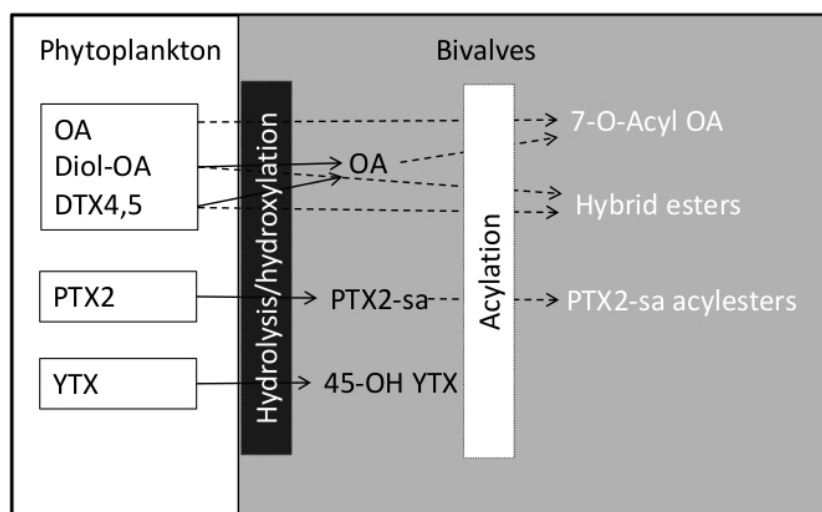 Phytoplankton
Bivalves
OA
Diol-OA
DTX4,5
PTX2
YTX
Hydrolysis/hydroxylation
OA
PTX2-sa
45-OH YTX
Acylation
7-O-Acyl OA
Hybrid esters
PTX2-sa acylesters